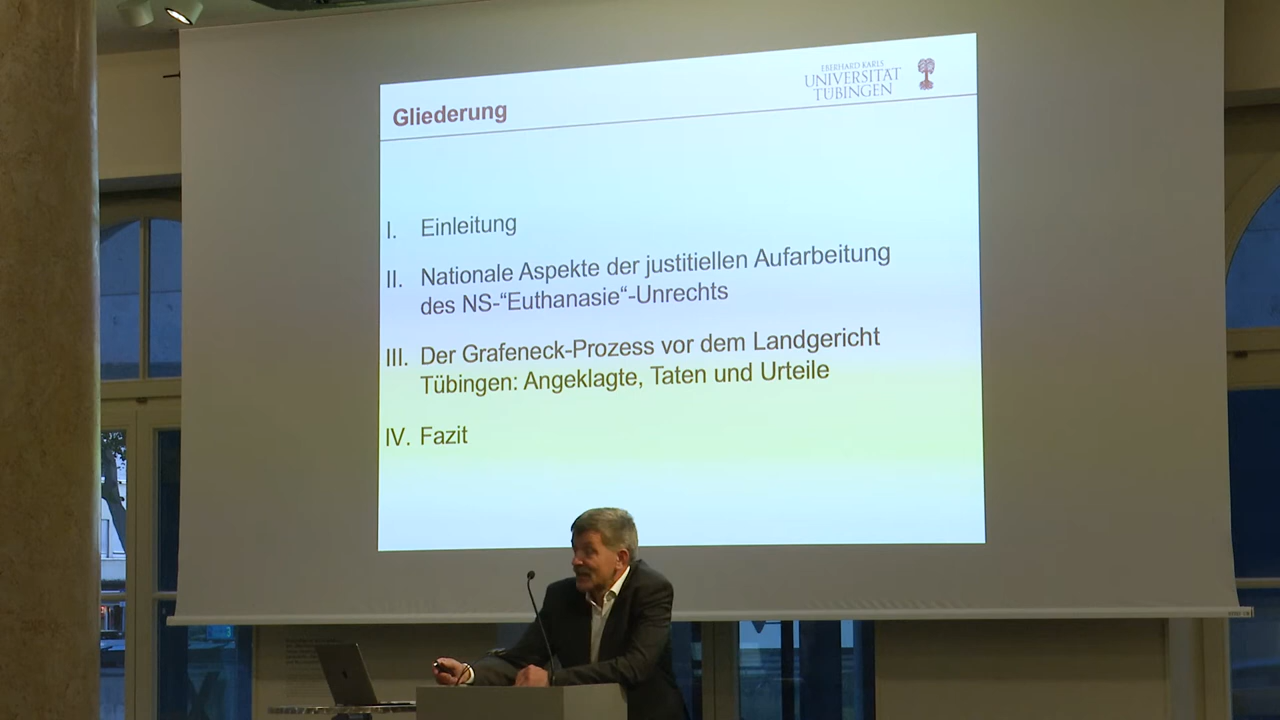 EBERHARD KARLS
UNIVERSITÄT
TÜBINGEN
Gliederung
I. Einleitung
II. Nationale Aspekte der justitiellen Aufarbeitung
des NS-“Euthanasie“-Unrechts
III. Der Grafeneck-Prozess vor dem Landgericht
Tübingen: Angeklagte, Taten und Urteile
IV. Fazit